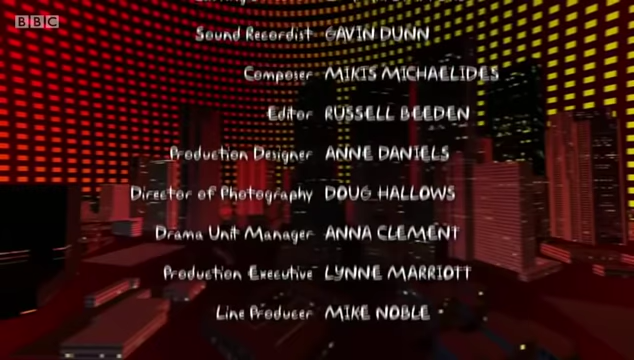 BBC
Sound Recordist GAVIN DUNN
Composer MIKIS MICHAELIDES
Editor RUSSELL BEEDEN
Production Designer ANNE DANIELS
Director of Photography DOUG HALLOWS
Drama Unit Manager ANNA CLEMENT
Production Executive LYNNE MARRIOTT
Line Producer MIKE NOBLE